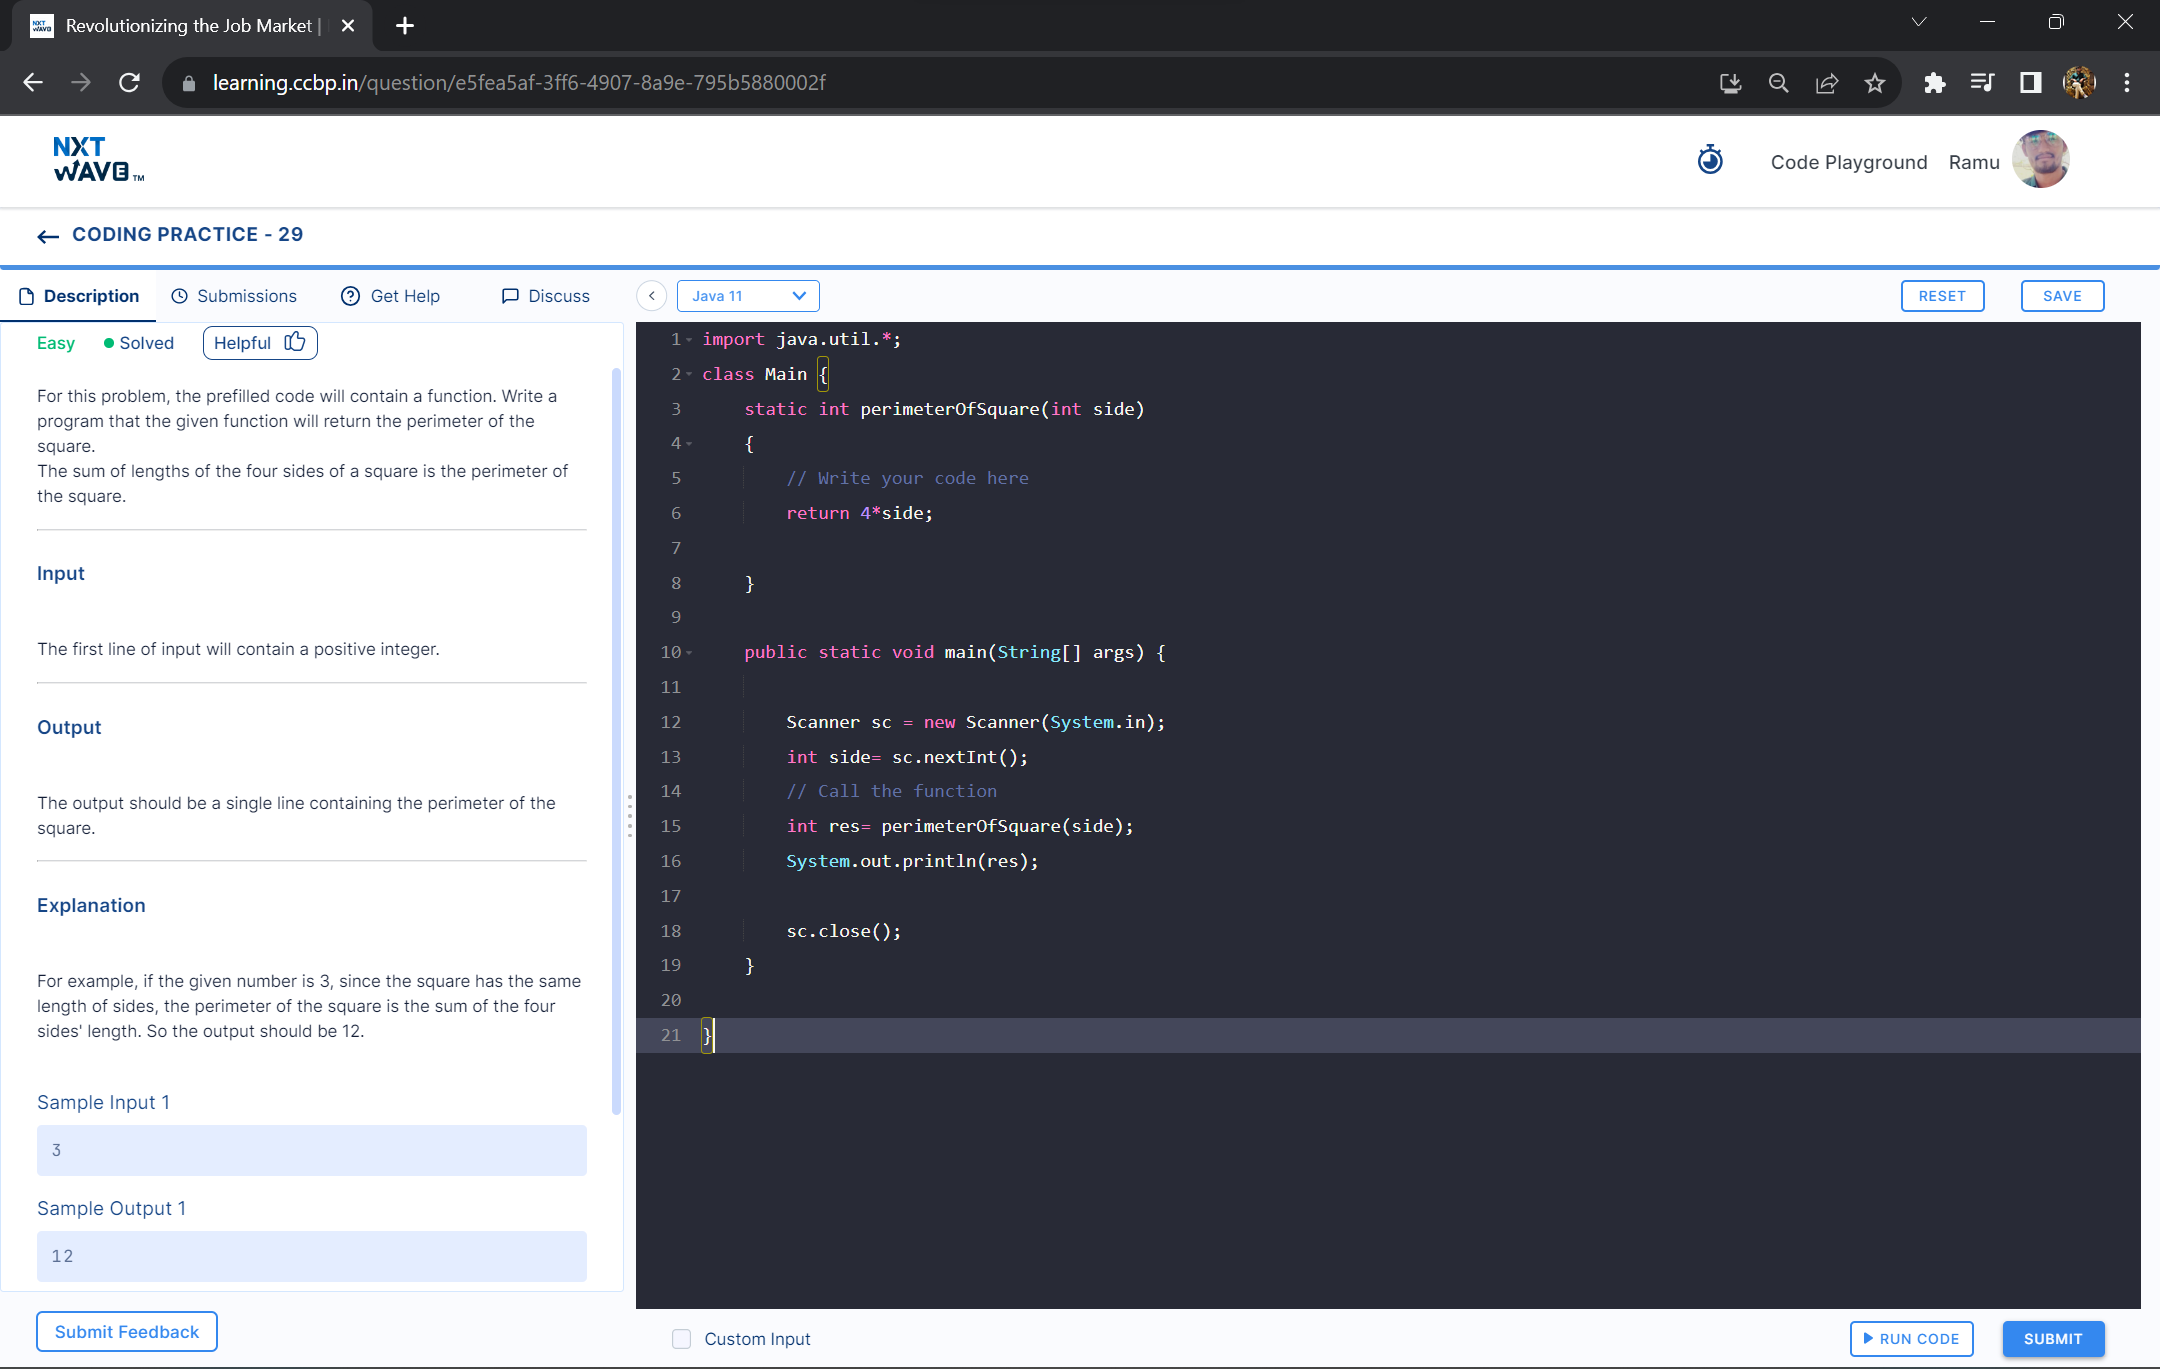 Revolutionizing the Job Market |
learning.ccbp.in/question/e5fea5af-3ff6-4907-8a9e-795b5880002f
NXT WAVE TM
Code Playground
Ramu
CODING PRACTICE - 29
Description
Submissions
Get Help
Discuss
Easy
Solved
Helpful
For this problem, the prefilled code will contain a function. Write a
program that the given function will return the perimeter of the
square.
The sum of lengths of the four sides of a square is the perimeter of
the square.
Input
The first line of input will contain a positive integer.
Output
The output should be a single line containing the perimeter of the
square.
Explanation
For example, if the given number is 3, since the square has the same
length of sides, the perimeter of the square is the sum of the four
sides' length. So the output should be 12.
Sample Input 1
3
Sample Output 1
12
Submit Feedback
Java 11
RESET
SAVE
1 import java.util.*;
2 class Main {
3 static int perimeterOfSquare(int side)
4 {
5 // Write your code here
6 return 4*side;
7
8 }
9
10 public static void main(String[] args) {
11
12 Scanner sc = new Scanner(System.in);
13 int side= sc.nextInt();
14 // Call the function
15 int res= perimeterOfSquare(side);
16 System.out.println(res);
17
18 sc.close();
19 }
20
21 }
Custom Input
RUN CODE
SUBMIT